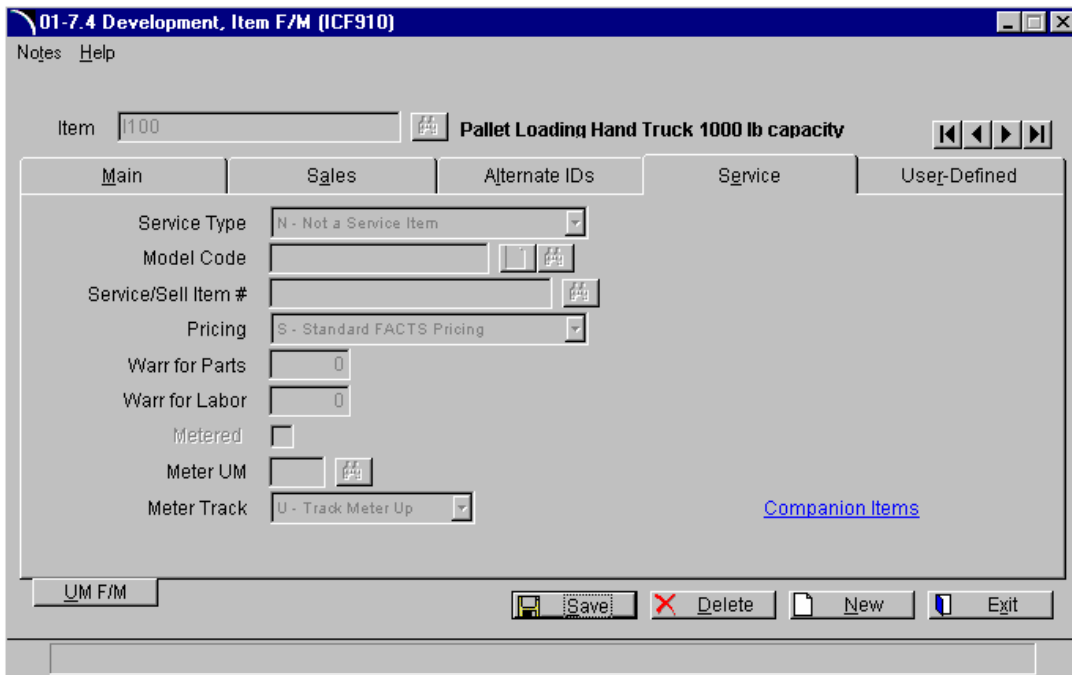 01-7.4 Development, Item F/M (ICF910)
Notes Help
Item I100 Pallet Loading Hand Truck 1000 lb capacity
Main Sales Alternate IDs Service User-Defined
Service Type N - Not a Service Item
Model Code
Service/Sell Item #
Pricing S - Standard FACTS Pricing
Warr for Parts 0
Warr for Labor 0
Metered
Meter UM
Meter Track U - Track Meter Up
Companion Items
UM F/M
Save Delete New Exit